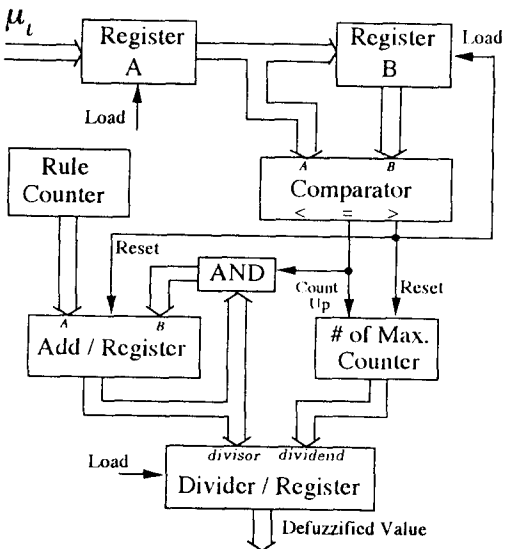 μι
Register
A
Register
B
Load
Load
Rule
Counter
A B
Comparator
< = >
Reset
AND
Count
Up
Reset
A B
Add / Register
# of Max.
Counter
divisor dividend
Load
Divider / Register
Defuzzified Value